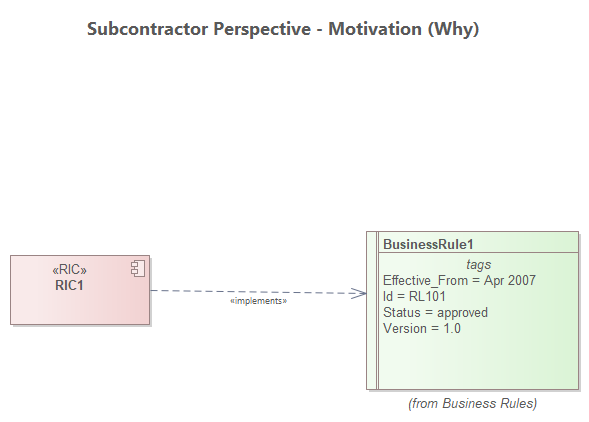 Subcontractor Perspective - Motivation (Why)
«RIC»
RIC1
«implements»
BusinessRule1
tags
Effective_From = Apr 2007
Id = RL101
Status = approved
Version = 1.0
(from Business Rules)